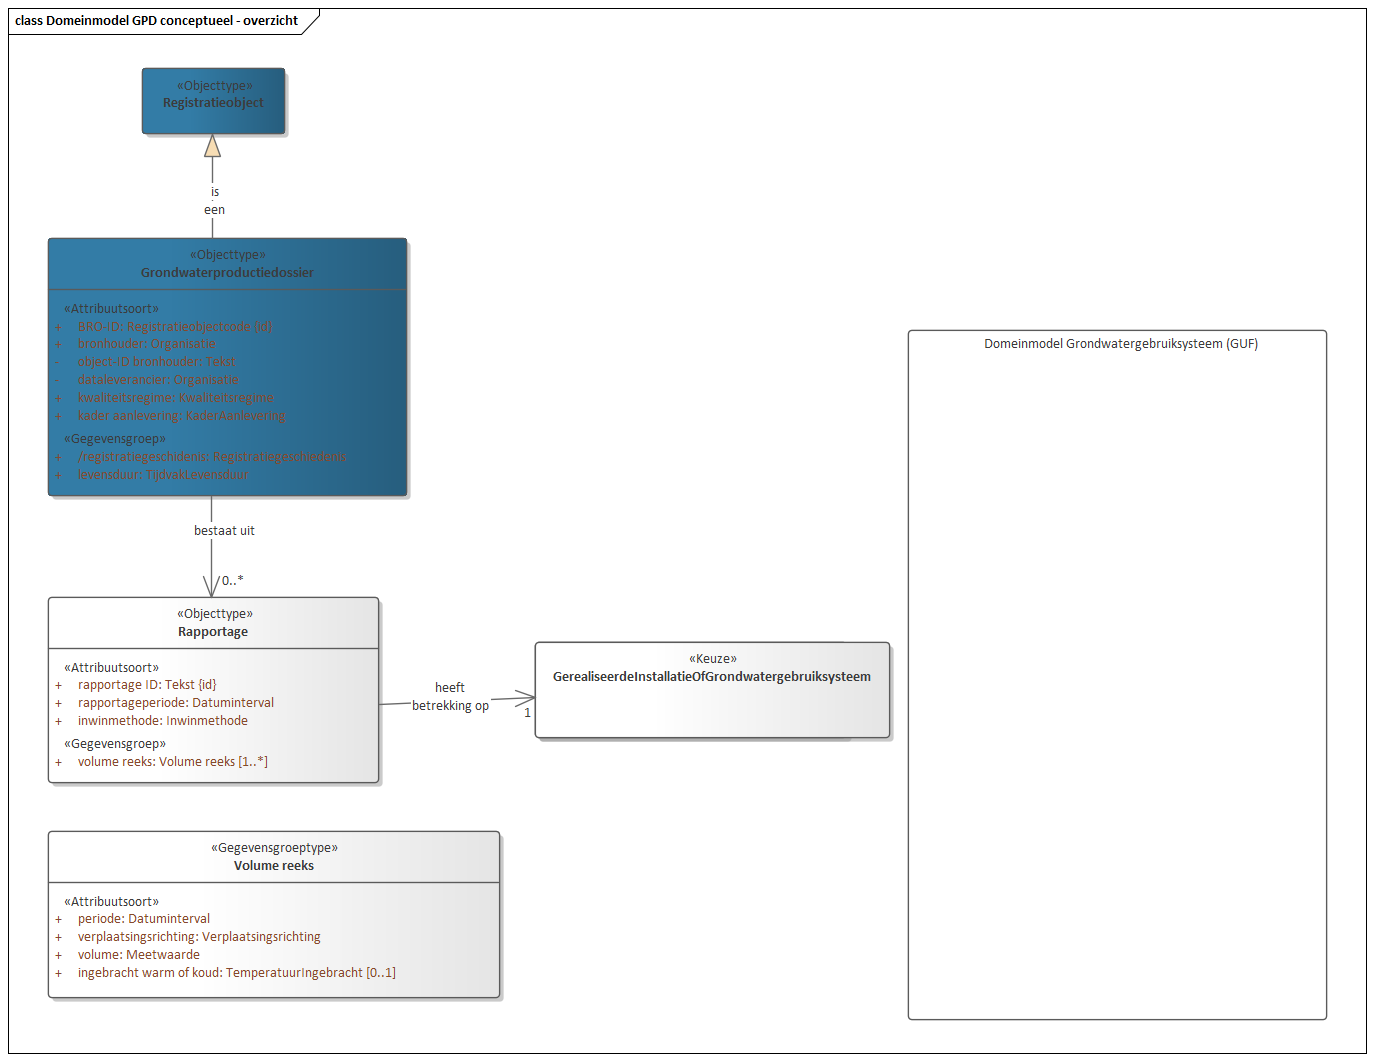 class Domeinmodel GPD conceptueel - overzicht
«Objecttype»
Registratieobject
is
een
«Objecttype»
Grondwaterproductiedossier
«Attribuutsoort»
+ BRO-ID: Registratieobjectcode {id}
+ bronhouder: Organisatie
- object-ID bronhouder: Tekst
- dataleverancier: Organisatie
+ kwaliteitsregime: Kwaliteitsregime
+ kader aanlevering: KaderAanlevering
«Gegevensgroep»
+ /registratiegeschidenis: Registratiegeschiedenis
+ levensduur: TijdvakLevensduur
bestaat uit
0..*
«Objecttype»
Rapportage
«Attribuutsoort»
+ rapportage ID: Tekst {id}
+ rapportageperiode: Datuminterval
+ inwinmethode: Inwinmethode
«Gegevensgroep»
+ volume reeks: Volume reeks [1..*]
heeft
betrekking op
1
«Keuze»
GerealiseerdeInstallatieOfGrondwatergebruiksysteem
Domeinmodel Grondwatergebruiksysteem (GUF)
«Gegevensgroeptype»
Volume reeks
«Attribuutsoort»
+ periode: Datuminterval
+ verplaatsingsrichting: Verplaatsingsrichting
+ volume: Meetwaarde
+ ingebracht warm of koud: TemperatuurIngebracht [0..1]